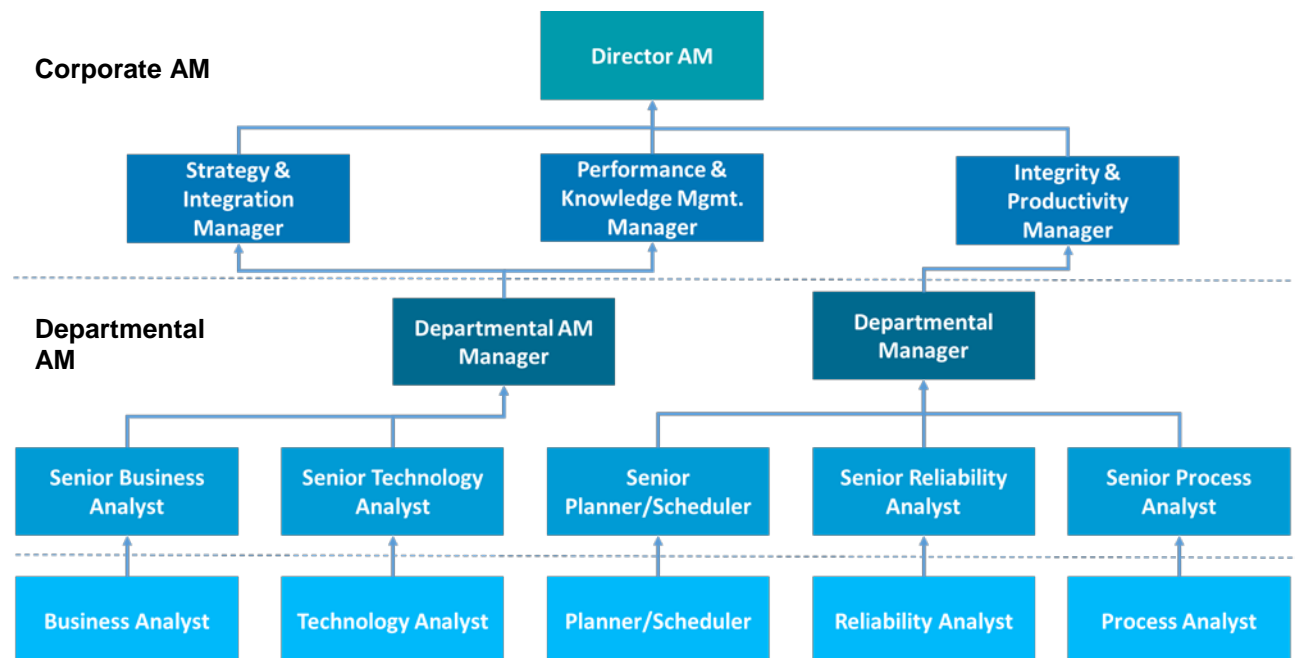 Corporate AM
Director AM
Strategy &
Integration
Manager
Performance &
Knowledge Mgmt.
Manager
Integrity &
Productivity
Manager
Departmental
AM
Departmental AM
Manager
Departmental
Manager
Senior Business
Analyst
Senior Technology
Analyst
Senior
Planner/Scheduler
Senior Reliability
Analyst
Senior Process
Analyst
Business Analyst
Technology Analyst
Planner/Scheduler
Reliability Analyst
Process Analyst